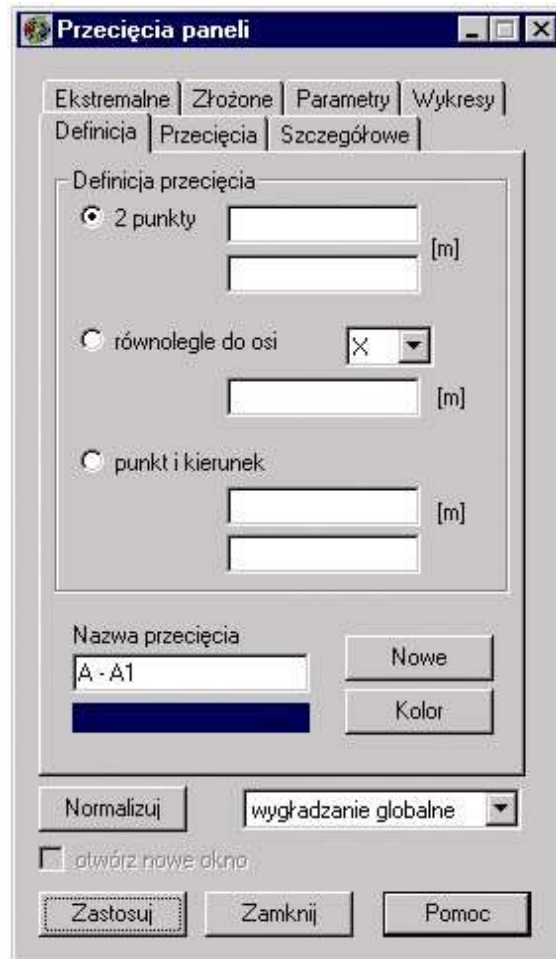 Przecięcia paneli
Ekstremalne Złożone Parametry Wykresy
Definicja Przecięcia Szczegółowe
Definicja przecięcia
2 punkty
[m]
równolegle do osi X
[m]
punkt i kierunek
[m]
Nazwa przecięcia
A - A1
Nowe
Kolor
Normalizuj wygładzanie globalne
otwórz nowe okno
Zastosuj Zamknij Pomoc